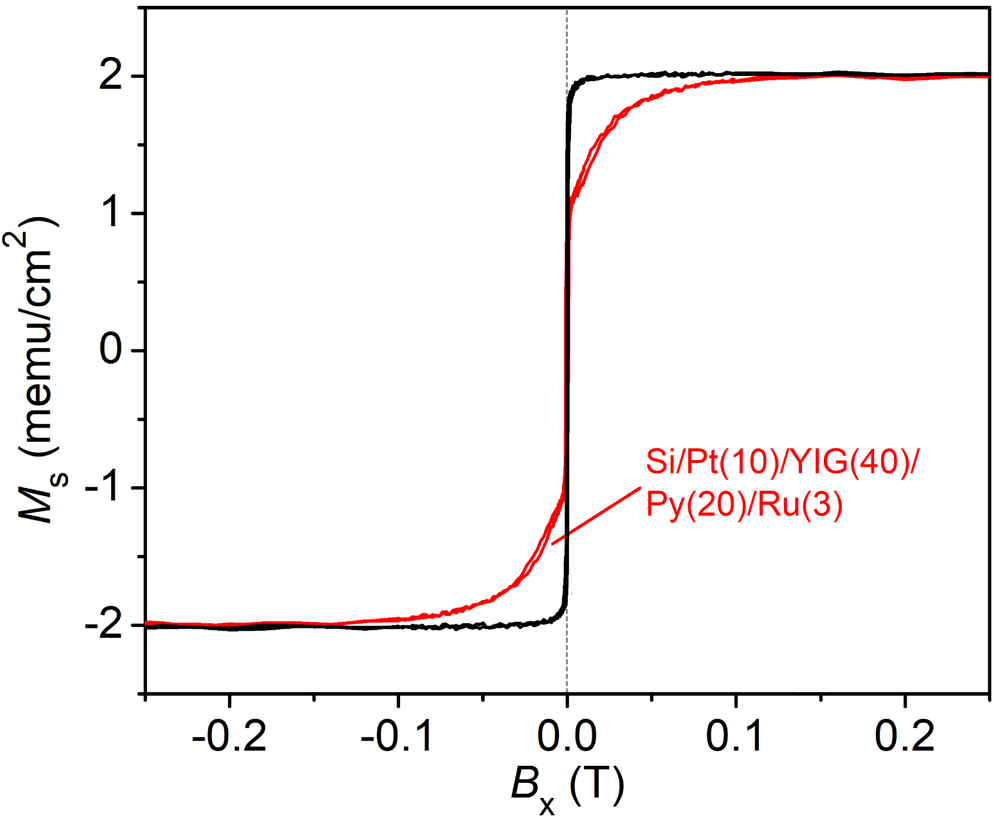 2
1
0
-1
-2
-0.2 -0.1 0.0 0.1 0.2
Mₛ (memu/cm²)
Bₓ (T)
Si/Pt(10)/YIG(40)/
Py(20)/Ru(3)